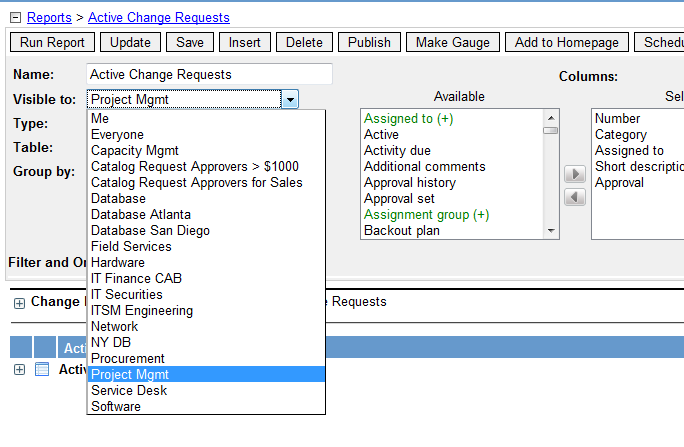 Reports > Active Change Requests
Run Report Update Save Insert Delete Publish Make Gauge Add to Homepage Schedu
Name: Active Change Requests
Columns:
Visible to: Project Mgmt
Available Sel
Type:
Table:
Group by:
Me
Everyone
Capacity Mgmt
Catalog Request Approvers > $1000
Catalog Request Approvers for Sales
Database
Database Atlanta
Database San Diego
Field Services
Hardware
IT Finance CAB
IT Securities
ITSM Engineering
Network
NY DB
Procurement
Project Mgmt
Service Desk
Software
Assigned to (+)
Active
Activity due
Additional comments
Approval history
Approval set
Assignment group (+)
Backout plan
Number
Category
Assigned to
Short descriptio
Approval
Filter and Or
Change Requests
Acti
Activ